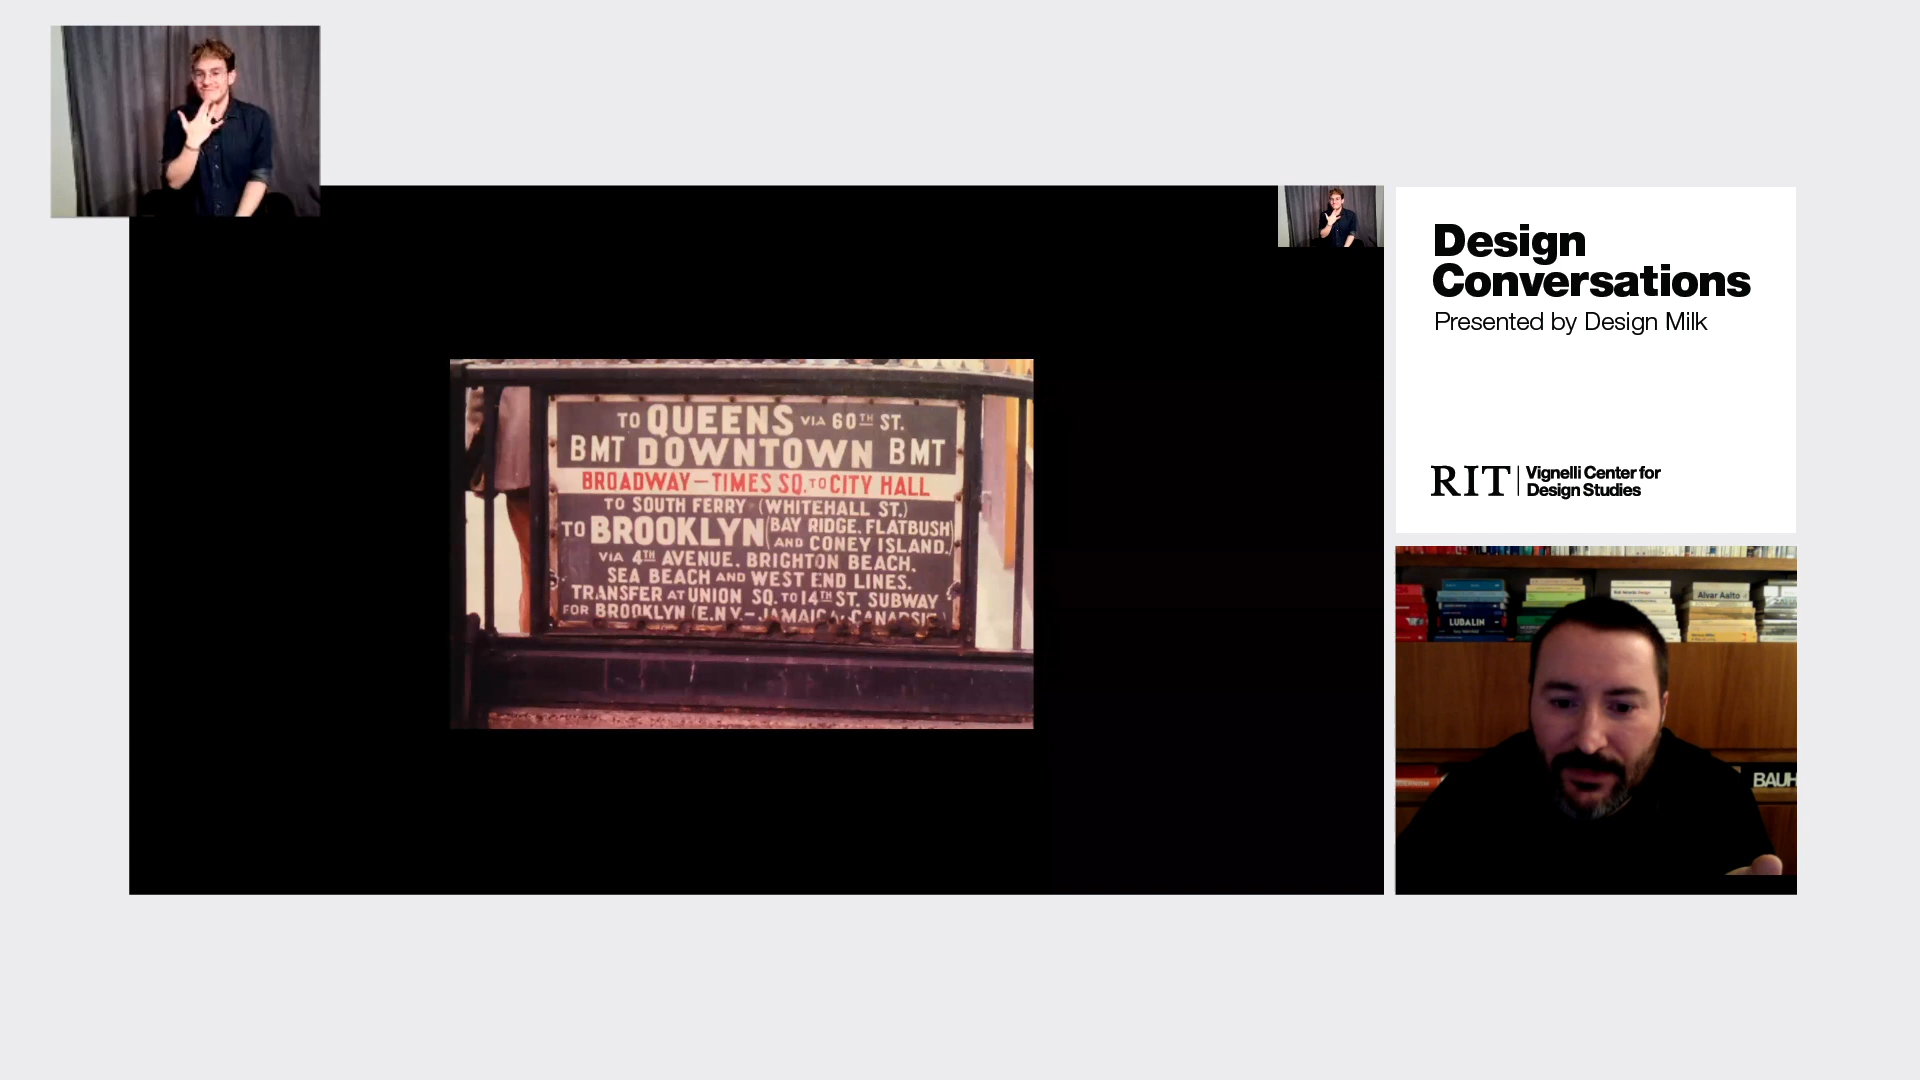 TO QUEENS VIA 60TH ST.
BMT DOWNTOWN BMT
BROADWAY – TIMES SQ. TO CITY HALL
TO SOUTH FERRY (WHITEHALL ST.)
TO BROOKLYN (BAY RIDGE, FLATBUSH
AND CONEY ISLAND.)
VIA 4TH AVENUE, BRIGHTON BEACH,
SEA BEACH AND WEST END LINES.
TRANSFER AT UNION SQ. TO 14TH ST. SUBWAY
FOR BROOKLYN (E.N.Y. – JAMAICA, CANARSIE)
Design
Conversations
Presented by Design Milk
RIT
Vignelli Center for
Design Studies
LUBALIN
Alvar Aalto
BAUH